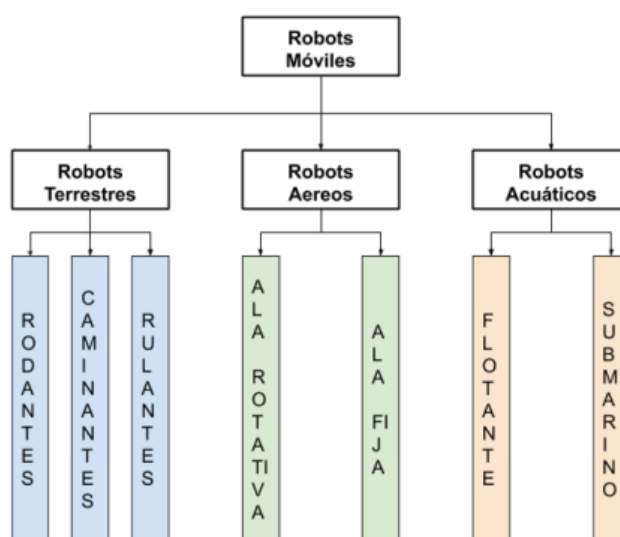 Robots
Móviles
Robots
Terrestres
Robots
Aereos
Robots
Acuáticos
RODANTES
CAMINANTES
RULANTES
ALA ROTATIVA
ALA FIJA
FLOTANTE
SUBMARINO